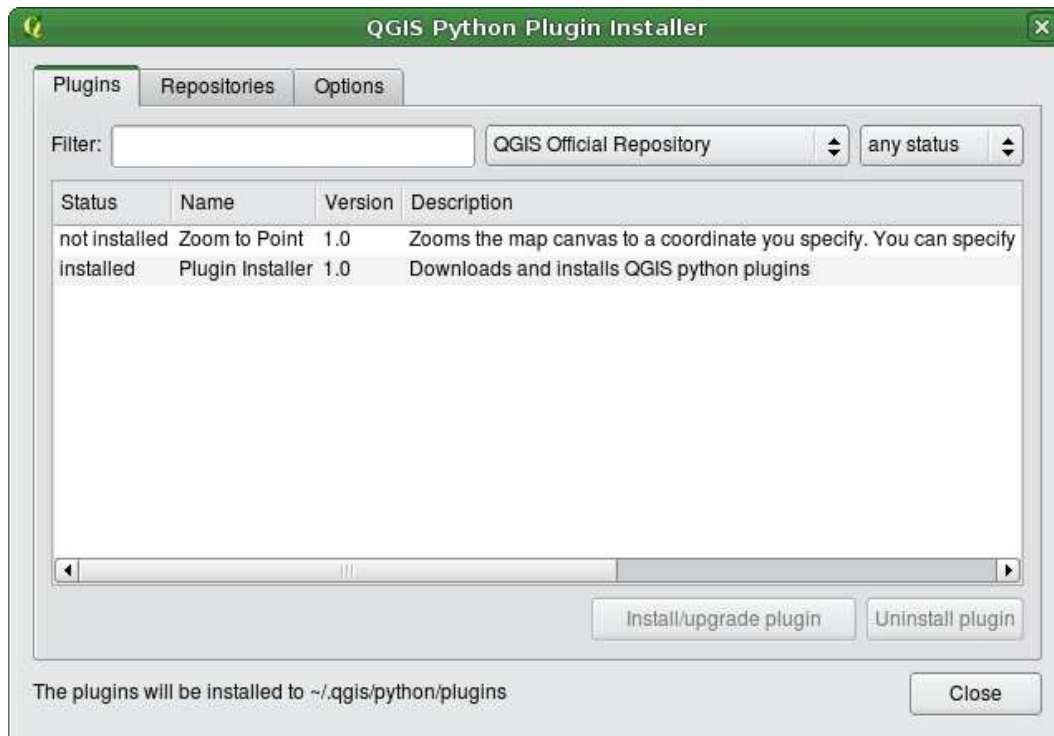 QGIS Python Plugin Installer
Plugins Repositories Options
Filter: QGIS Official Repository any status
Status Name Version Description
not installed Zoom to Point 1.0 Zooms the map canvas to a coordinate you specify. You can specify
installed Plugin Installer 1.0 Downloads and installs QGIS python plugins
Install/upgrade plugin Uninstall plugin
The plugins will be installed to ~/.qgis/python/plugins Close